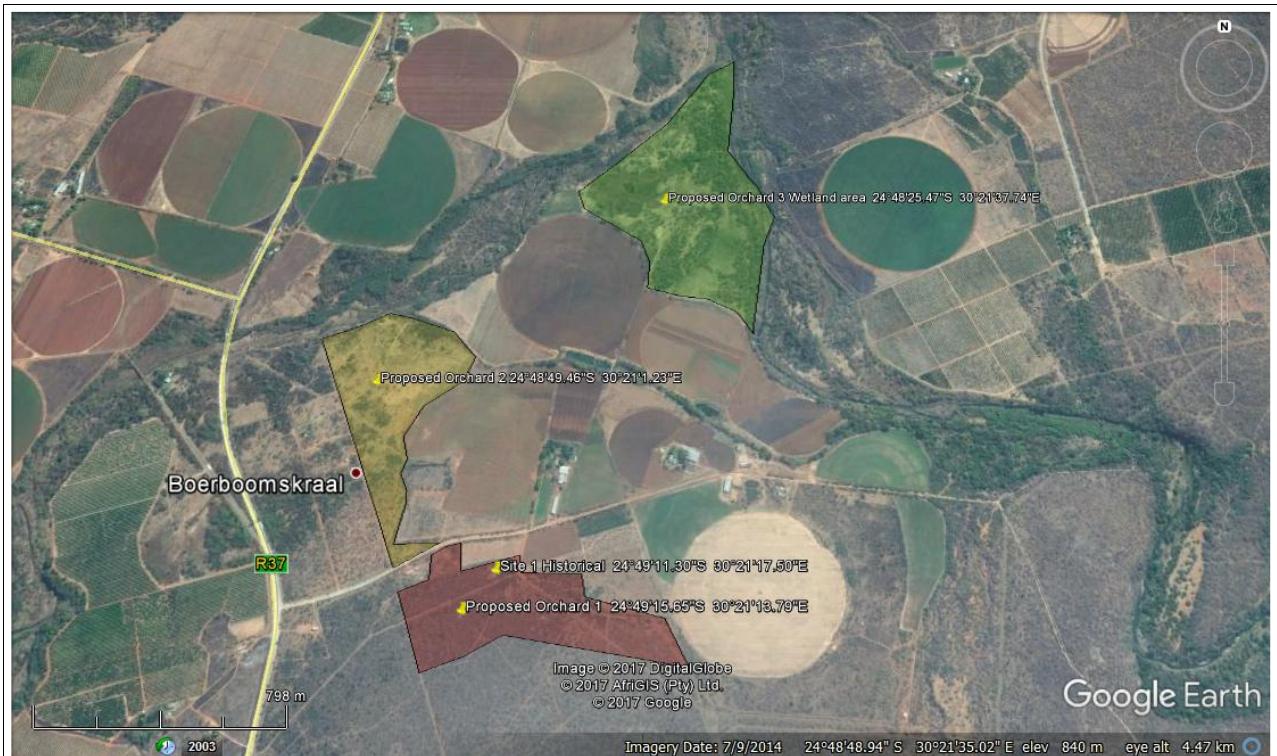 N
Proposed Orchard 3 Wetland area 24°48'25.47"S 30°21'37.74"E
Proposed Orchard 2 24°48'49.46"S 30°21'1.23"E
Boerboomskraal
R37
Site 1 Historical 24°49'11.30"S 30°21'17.50"E
Proposed Orchard 1 24°49'15.65"S 30°21'13.79"E
Image © 2017 DigitalGlobe
© 2017 AfriGIS (Pty) Ltd.
© 2017 Google
Google Earth
798 m
2003
Imagery Date: 7/9/2014 24°48'48.94" S 30°21'35.02" E elev 840 m eye alt 4.47 km